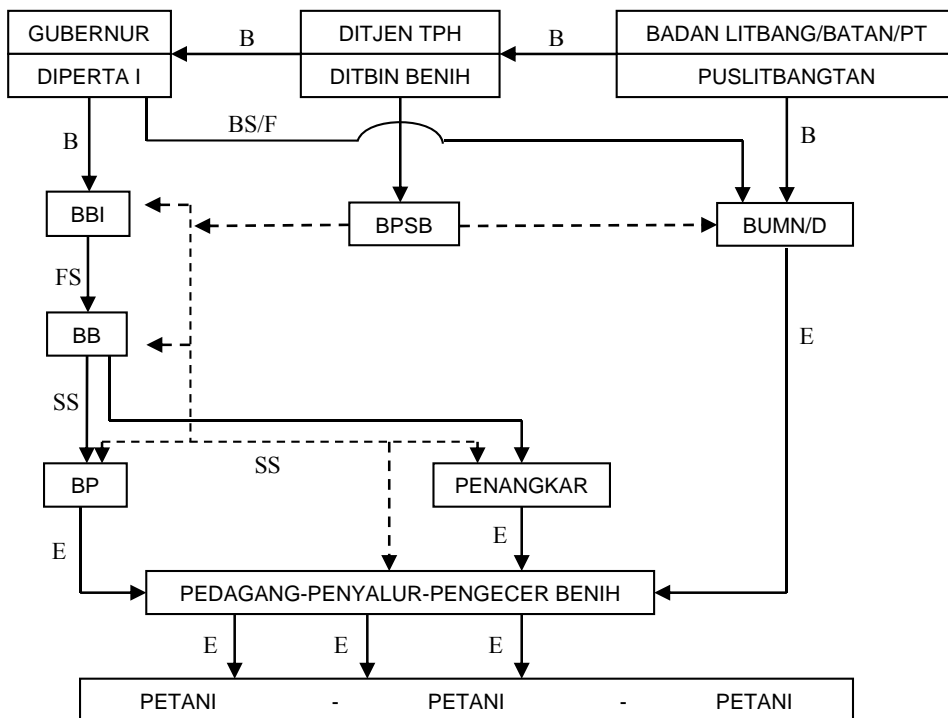 GUBERNUR
B
DITJEN TPH
B
BADAN LITBANG/BATAN/PT
DIPERTA I
DITBIN BENIH
PUSLITBANGTAN
B
BS/F
B
BBI
BPSB
BUMN/D
FS
BB
E
SS
SS
BP
PENANGKAR
E
E
PEDAGANG-PENYALUR-PENGECER BENIH
E
E
E
PETANI - PETANI - PETANI